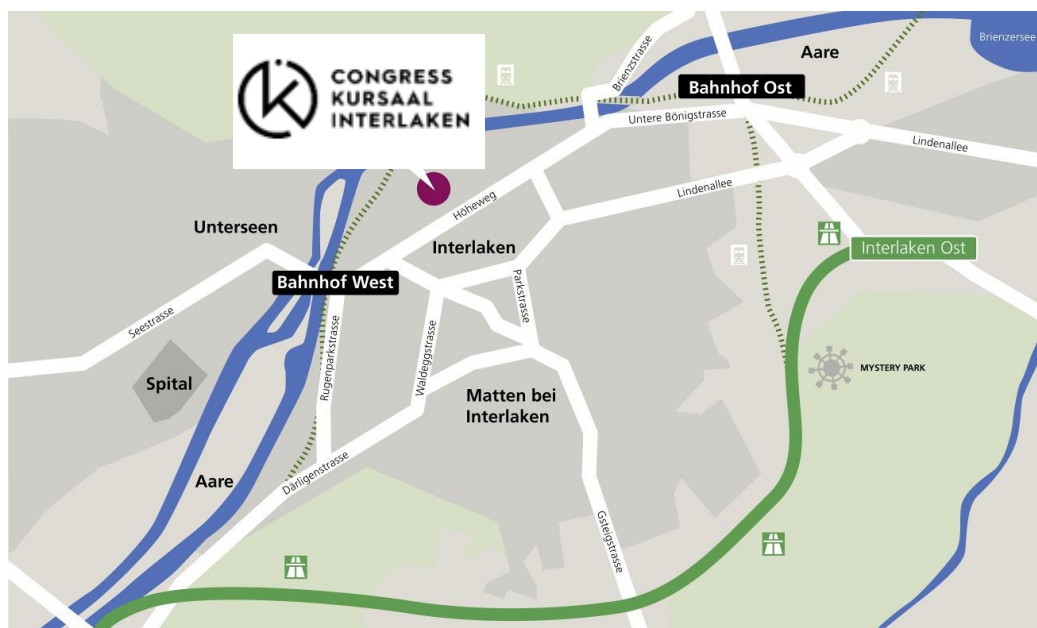 Brienzersee
Aare
Brienzstrasse
CONGRESS
KURSAAL
INTERLAKEN
Bahnhof Ost
Untere Bönigstrasse
Lindenallee
Lindenallee
Höheweg
Unterseen
Interlaken
Interlaken Ost
Bahnhof West
Parkstrasse
Seestrasse
Rugenparkstrasse
Waldeggstrasse
MYSTERY PARK
Spital
Matten bei
Interlaken
Aare
Därligenstrasse
Gsteigstrasse